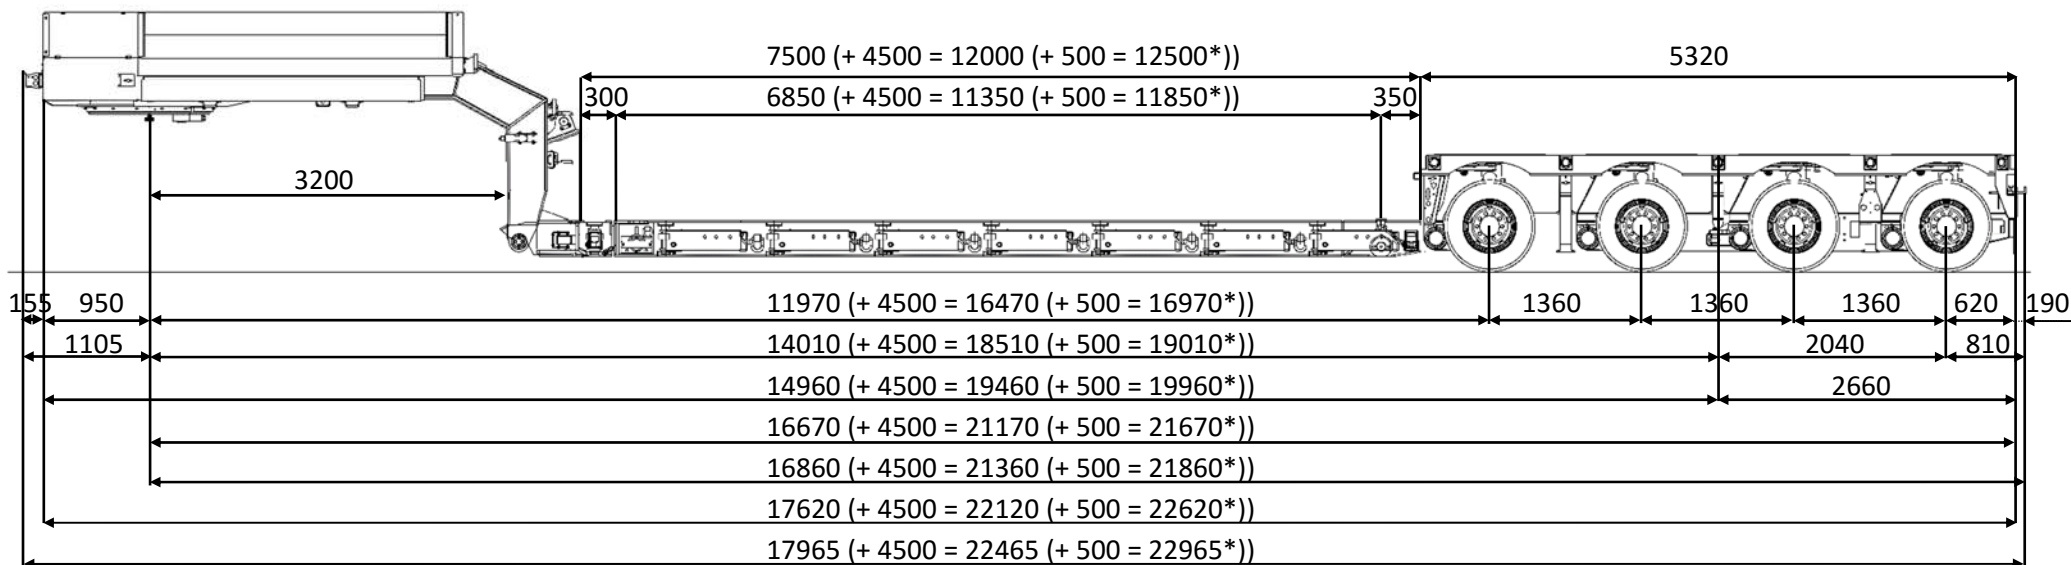 7500 (+ 4500 = 12000 (+ 500 = 12500*)) 5320
300 6850 (+ 4500 = 11350 (+ 500 = 11850*)) 350
3200
155 950 11970 (+ 4500 = 16470 (+ 500 = 16970*)) 1360 1360 1360 620 190
1105 14010 (+ 4500 = 18510 (+ 500 = 19010*)) 2040 810
14960 (+ 4500 = 19460 (+ 500 = 19960*)) 2660
16670 (+ 4500 = 21170 (+ 500 = 21670*))
16860 (+ 4500 = 21360 (+ 500 = 21860*))
17620 (+ 4500 = 22120 (+ 500 = 22620*))
17965 (+ 4500 = 22465 (+ 500 = 22965*))